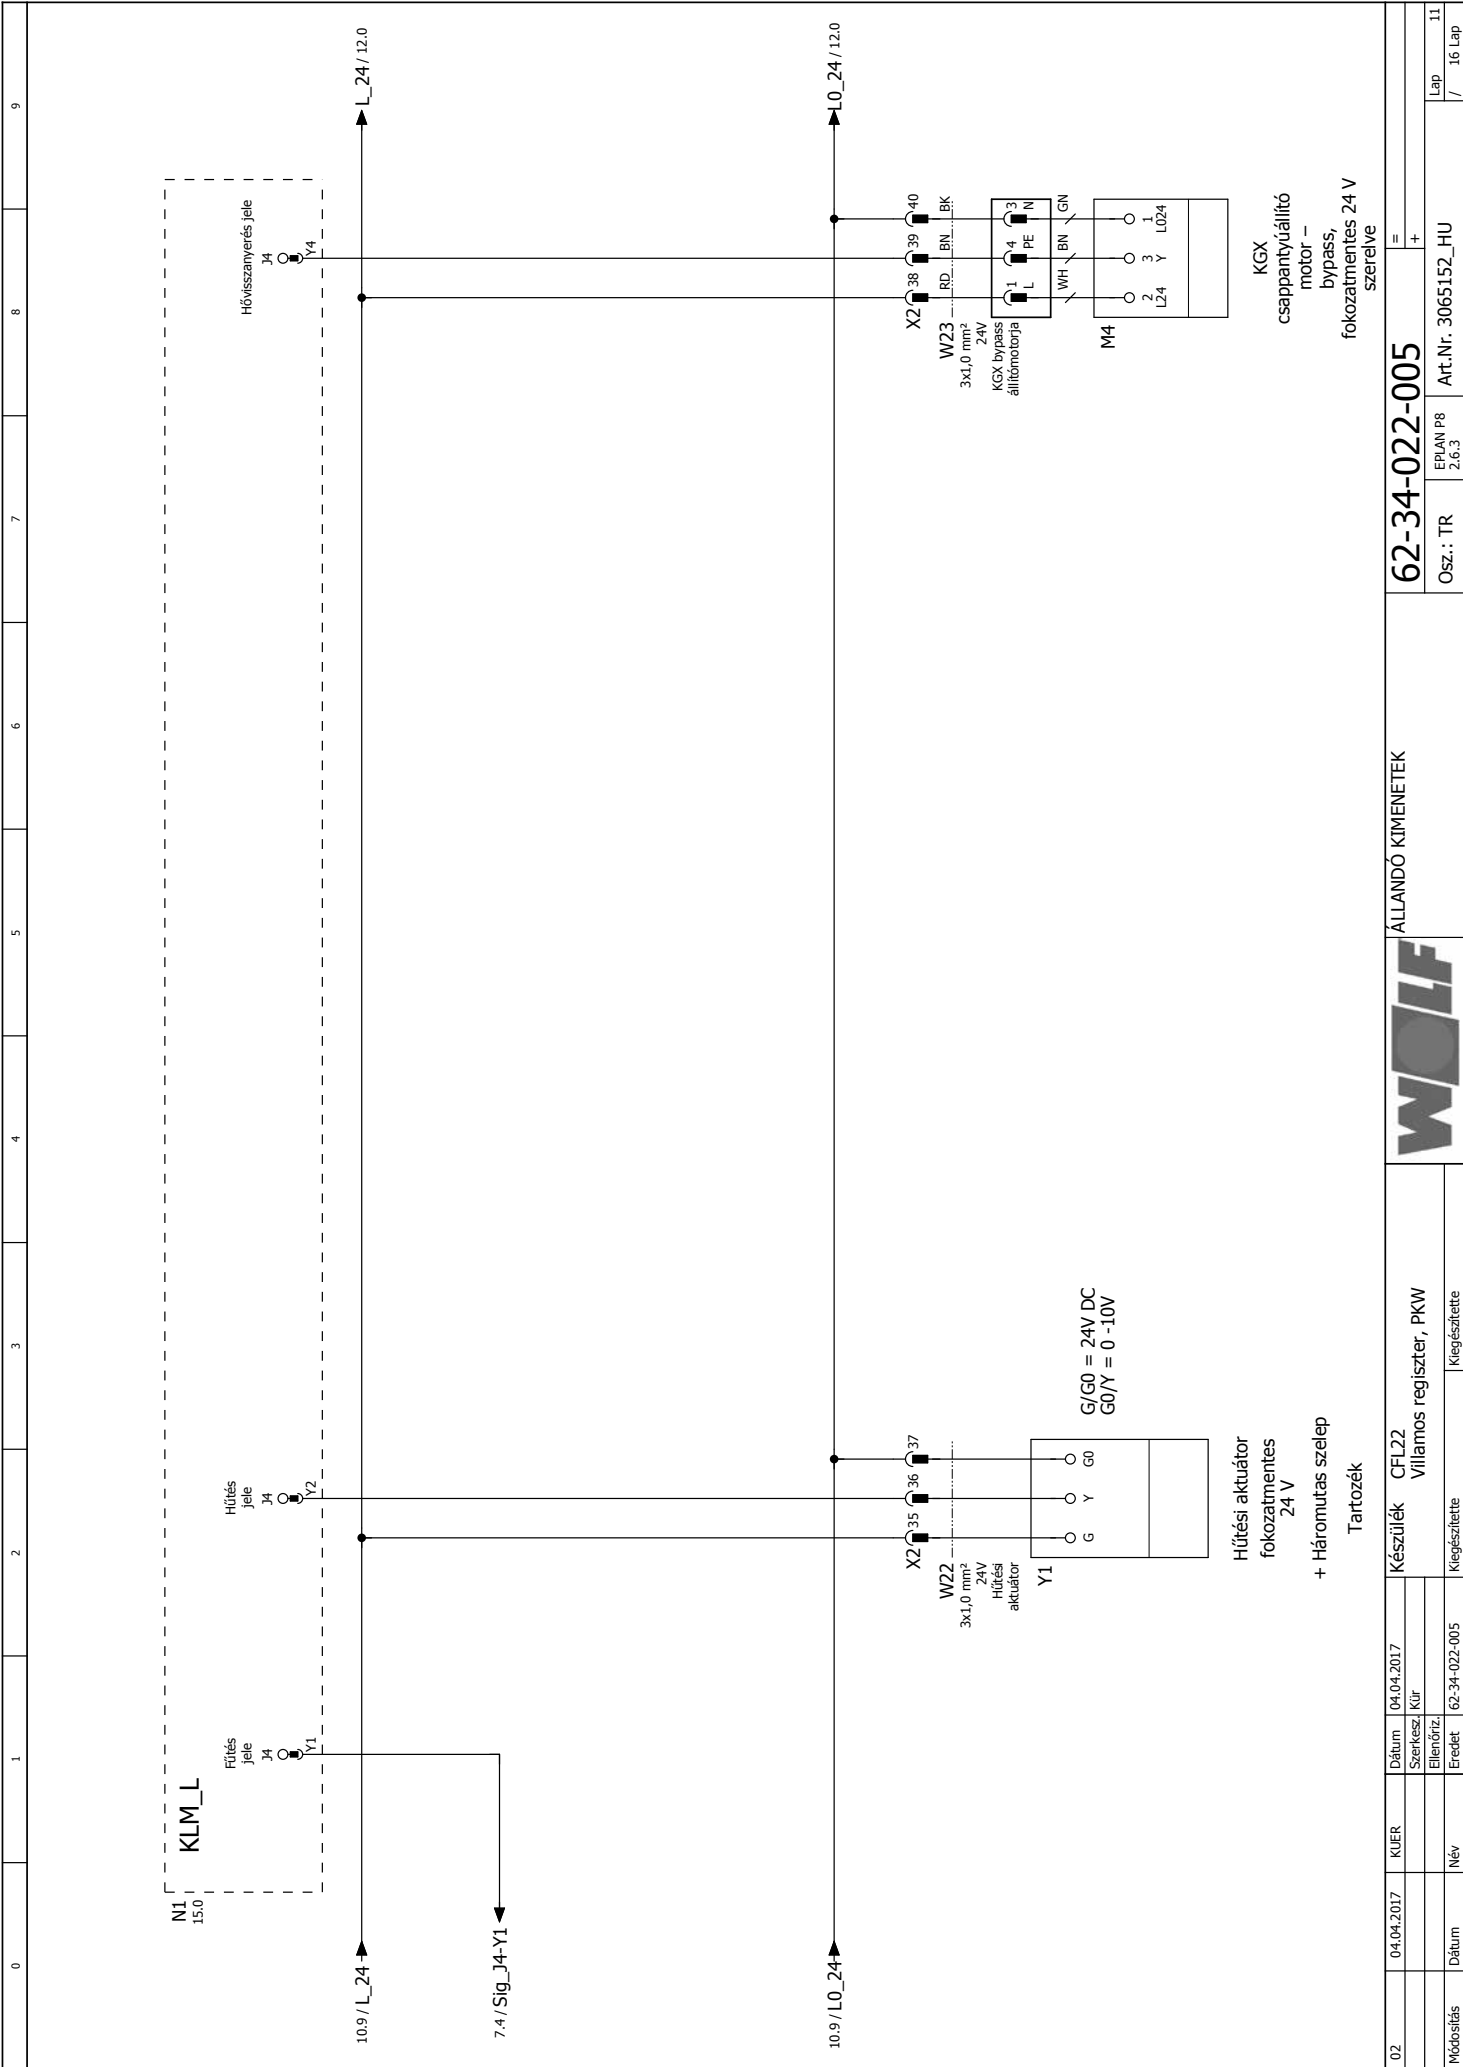 0 1 2 3 4 5 6 7 8 9
N1
15.0
KLM_L
Fűtés
jele
J4
Y1
Hűtés
jele
J4
Y2
Hővisszanyerés jele
J4
Y4
10.9 / L_24
L_24 / 12.0
7.4 / Sig_J4-Y1
10.9 / L0_24
L0_24 / 12.0
X2 35 36 37
W22
3x1,0 mm²
24V
Hűtési
aktuátor
Y1
G Y G0
G/G0 = 24V DC
G0/Y = 0 -10V
Hűtési aktuátor
fokozatmentes
24 V
+ Háromutas szelep
Tartozék
X2 38 39 40
RD BN BK
W23
3x1,0 mm²
24V
KGX bypass
állítómotorja
1 4 3
L PE N
WH BN GN
M4
2 3 1
L24 Y L024
KGX
csappantyúállító
motor –
bypass,
fokozatmentes 24 V
szerelve
02 04.04.2017 KUER
Módosítás Dátum Név
Dátum 04.04.2017
Szerkesz. Kür
Ellenőriz.
Eredet 62-34-022-005
Készülék CFL22
Villamos regiszter, PKW
Kiegészítette Kiegészítette
WOLF
ÁLLANDÓ KIMENETEK
62-34-022-005
=
+
Osz.: TR
EPLAN P8
2.6.3
Art.Nr. 3065152_HU
Lap 11
/ 16 Lap